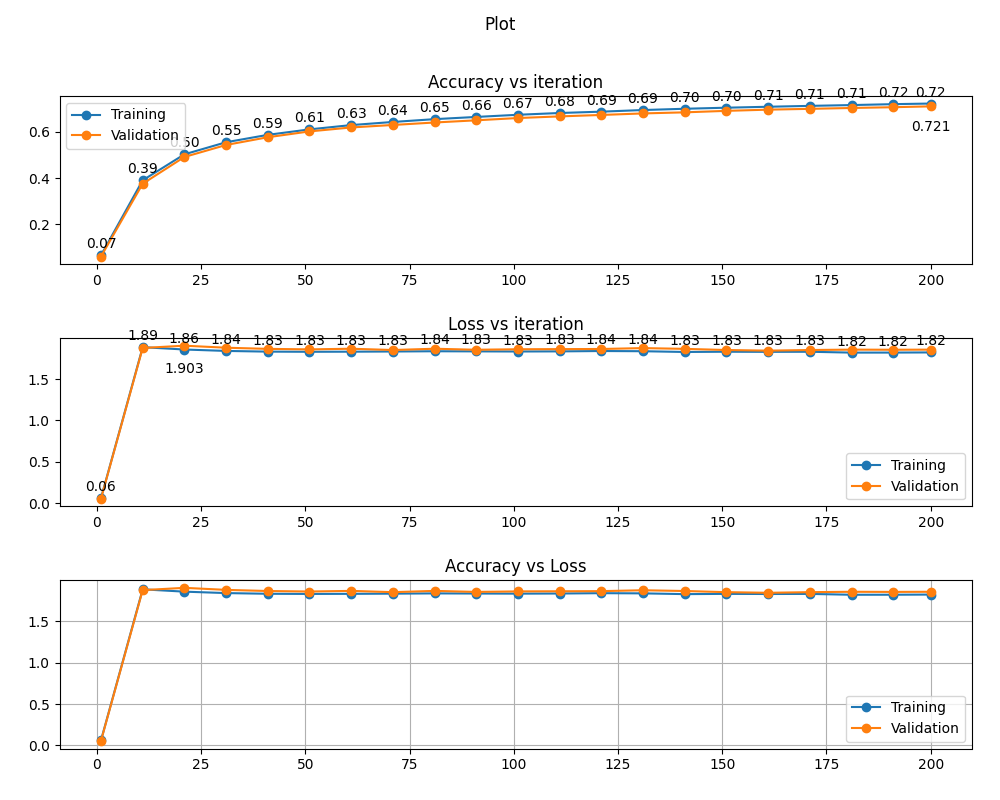 Plot
Accuracy vs iteration
Training
Validation
0.07 0.39 0.50 0.55 0.59 0.61 0.63 0.64 0.65 0.66 0.67 0.68 0.69 0.69 0.70 0.70 0.71 0.71 0.71 0.72 0.72
0.721
0.6
0.4
0.2
0 25 50 75 100 125 150 175 200
Loss vs iteration
0.06 1.89 1.86 1.84 1.83 1.83 1.83 1.83 1.84 1.83 1.83 1.83 1.84 1.84 1.83 1.83 1.83 1.83 1.82 1.82 1.82
1.903
1.5
1.0
0.5
0.0
Training
Validation
0 25 50 75 100 125 150 175 200
Accuracy vs Loss
1.5
1.0
0.5
0.0
Training
Validation
0 25 50 75 100 125 150 175 200